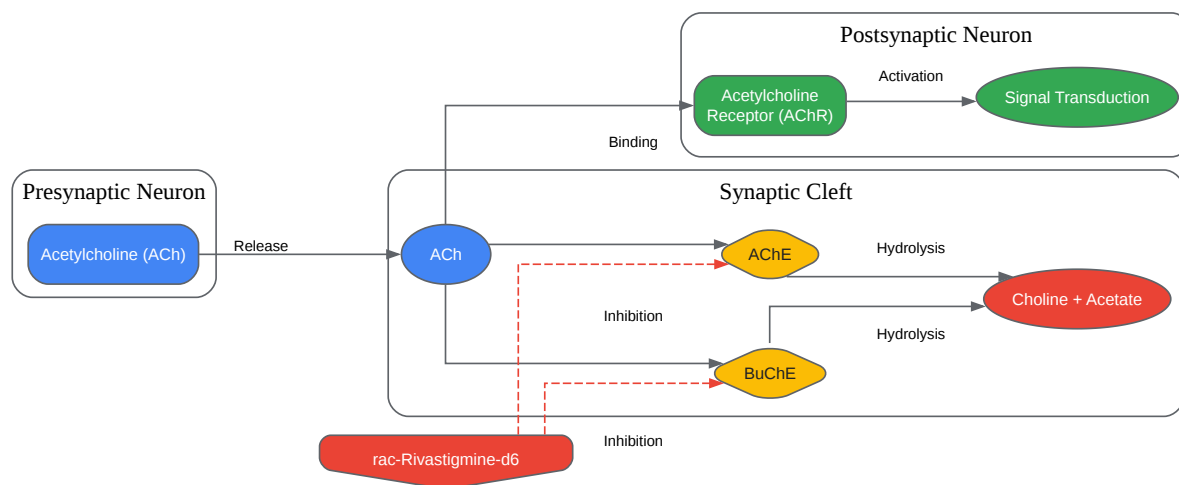 Postsynaptic Neuron
Acetylcholine
Receptor (AChR)
Activation
Signal Transduction
Binding
Presynaptic Neuron
Acetylcholine (ACh)
Release
Synaptic Cleft
ACh
AChE
Hydrolysis
Choline + Acetate
Inhibition
Hydrolysis
BuChE
Inhibition
rac-Rivastigmine-d6